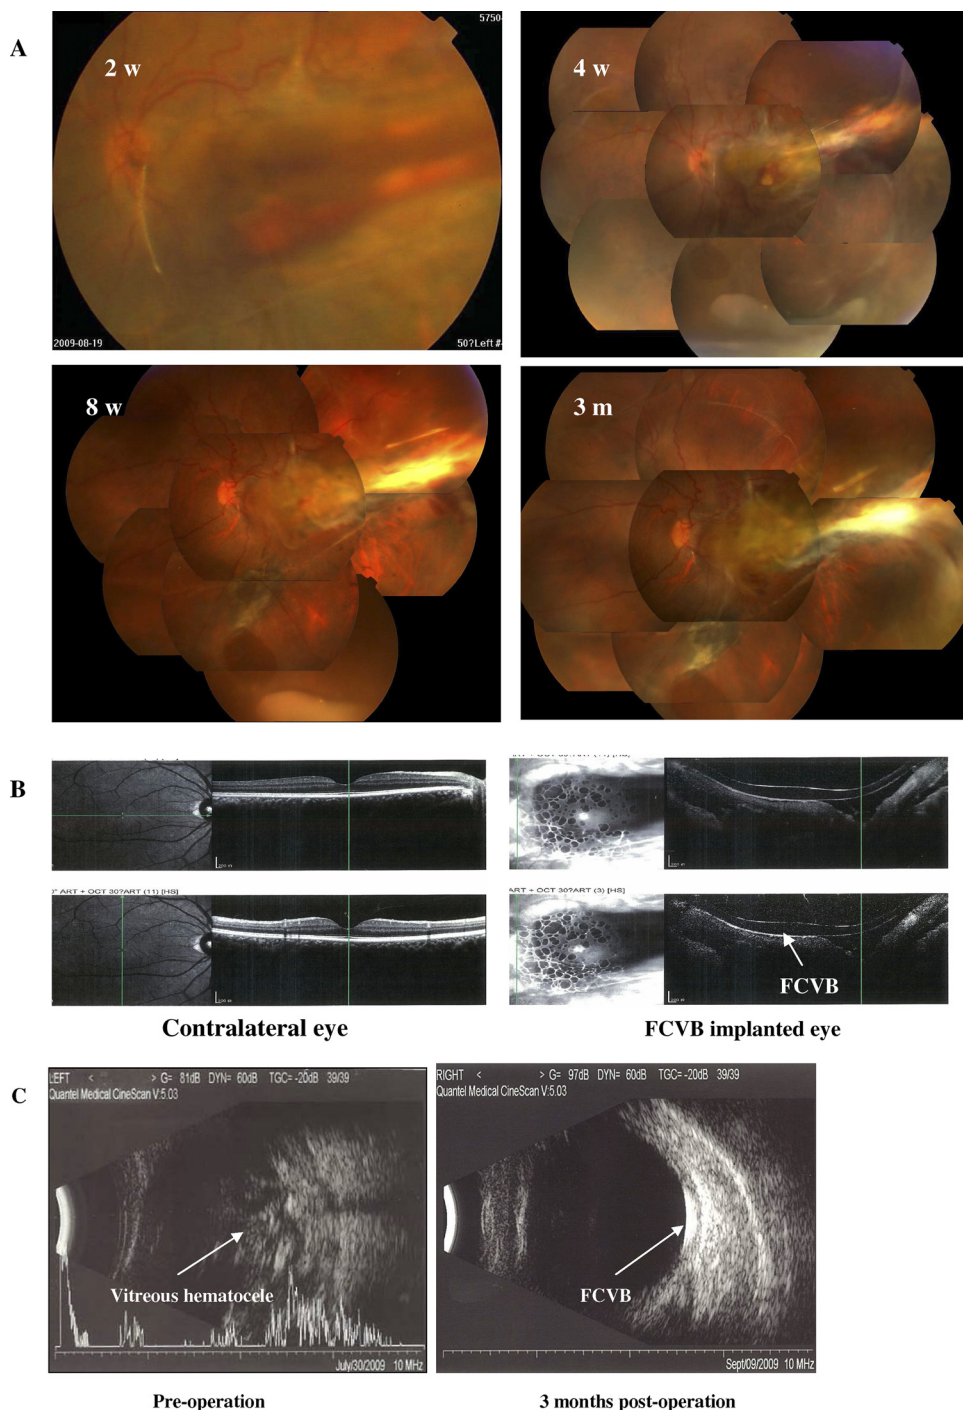 A
2 w
5750-
2009-08-19
50?Left #-
4 w
8 w
3 m
B
ART + OCT 30?ART (11) [HS]
ART + OCT 30?ART (3) [HS]
FCVB
Contralateral eye
FCVB implanted eye
C
LEFT < > G= 81dB DYN= 60dB TGC= -20dB 39/39
Quantel Medical CineScan V:5.03
Vitreous hematocele
July/30/2009 10 MHz
RIGHT < > G= 97dB DYN= 60dB TGC= -20dB 39/39
Quantel Medical CineScan V:5.03
FCVB
Sept/09/2009 10 MHz
Pre-operation
3 months post-operation